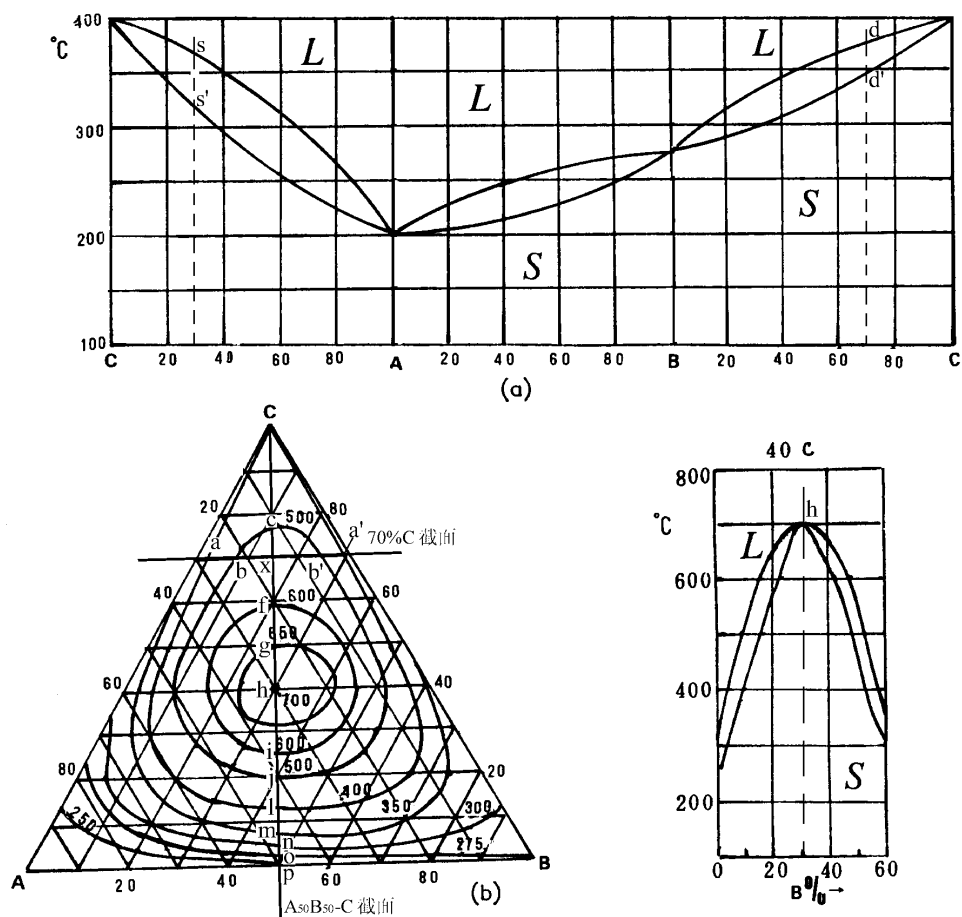 400
°C
300
200
100
s
s'
L
L
L
d
d'
S
S
C 20 40 60 80 A 20 40 60 80 B 20 40 60 80 C
(a)
C
20 c 500 80
a a' 70%C 截面
b x b'
40 f 600 60
g 650
60 h 700 40
i 600
j 500
80 l 400 20
m 350 300
250 n 275
o
A p B
20 40 60 80
(b)
A₅₀B₅₀-C 截面
40 C
800
°C
600
400
200
h
L
S
0 20 40 60
B% →